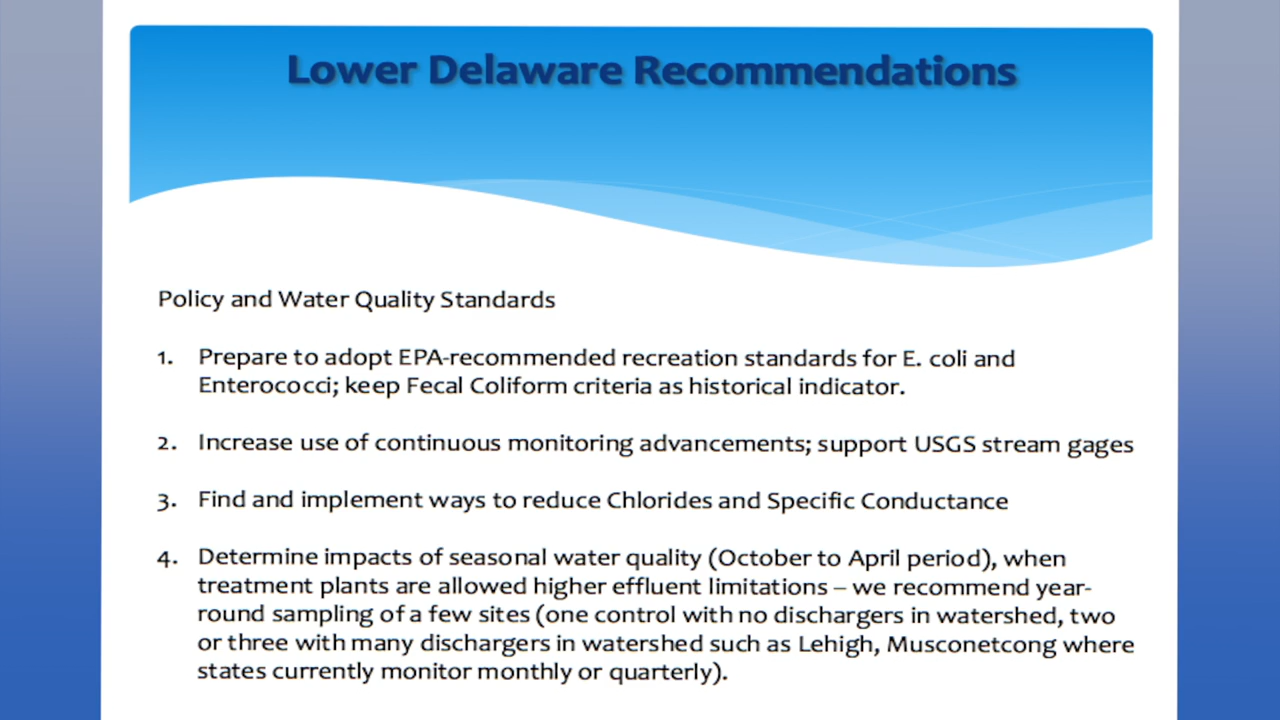 Lower Delaware Recommendations
Policy and Water Quality Standards
1. Prepare to adopt EPA-recommended recreation standards for E. coli and
Enterococci; keep Fecal Coliform criteria as historical indicator.
2. Increase use of continuous monitoring advancements; support USGS stream gages
3. Find and implement ways to reduce Chlorides and Specific Conductance
4. Determine impacts of seasonal water quality (October to April period), when
treatment plants are allowed higher effluent limitations – we recommend year-
round sampling of a few sites (one control with no dischargers in watershed, two
or three with many dischargers in watershed such as Lehigh, Musconetcong where
states currently monitor monthly or quarterly).